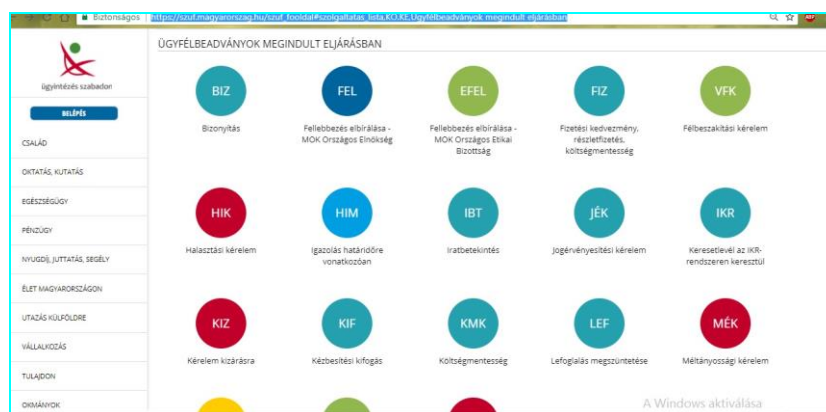 Biztonságos | https://szuf.magyarorszag.hu/szuf_fooldal#szolgaltatas_lista,KO,KE,Ügyfélbeadványok megindult eljárásban
ügyintézés szabadon
BELÉPÉS
CSALÁD
OKTATÁS, KUTATÁS
EGÉSZSÉGÜGY
PÉNZÜGY
NYUGDÍJ, JUTTATÁS, SEGÉLY
ÉLET MAGYARORSZÁGON
UTAZÁS KÜLFÖLDRE
VÁLLALKOZÁS
TULAJDON
OKMÁNYOK
ÜGYFÉLBEADVÁNYOK MEGINDULT ELJÁRÁSBAN
BIZ
Bizonyítás
FEL
Fellebbezés elbírálása -
MOK Országos Elnökség
EFEL
Fellebbezés elbírálása -
MOK Országos Etikai
Bizottság
FIZ
Fizetési kedvezmény,
részletfizetés,
költségmentesség
VFK
Félbeszakítási kérelem
HIK
Halasztási kérelem
HIM
Igazolás határidőre
vonatkozóan
IBT
Iratbetekintés
JÉK
Jogérvényesítési kérelem
IKR
Keresetlevél az IKR-
rendszeren keresztül
KIZ
Kérelem kizárásra
KIF
Kézbesítési kifogás
KMK
Költségmentesség
LEF
Lefoglalás megszüntetése
MÉK
Méltányossági kérelem
A Windows aktiválása